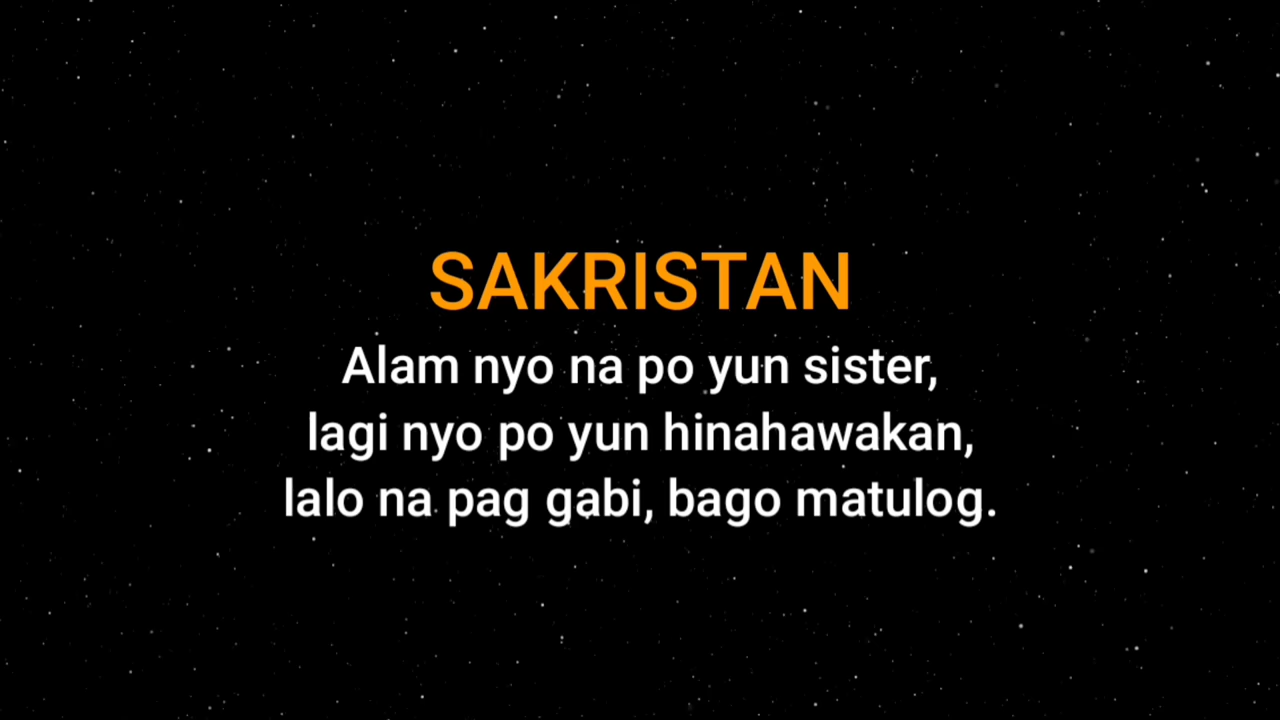 SAKRISTAN
Alam nyo na po yun sister,
lagi nyo po yun hinahawakan,
lalo na pag gabi, bago matulog.